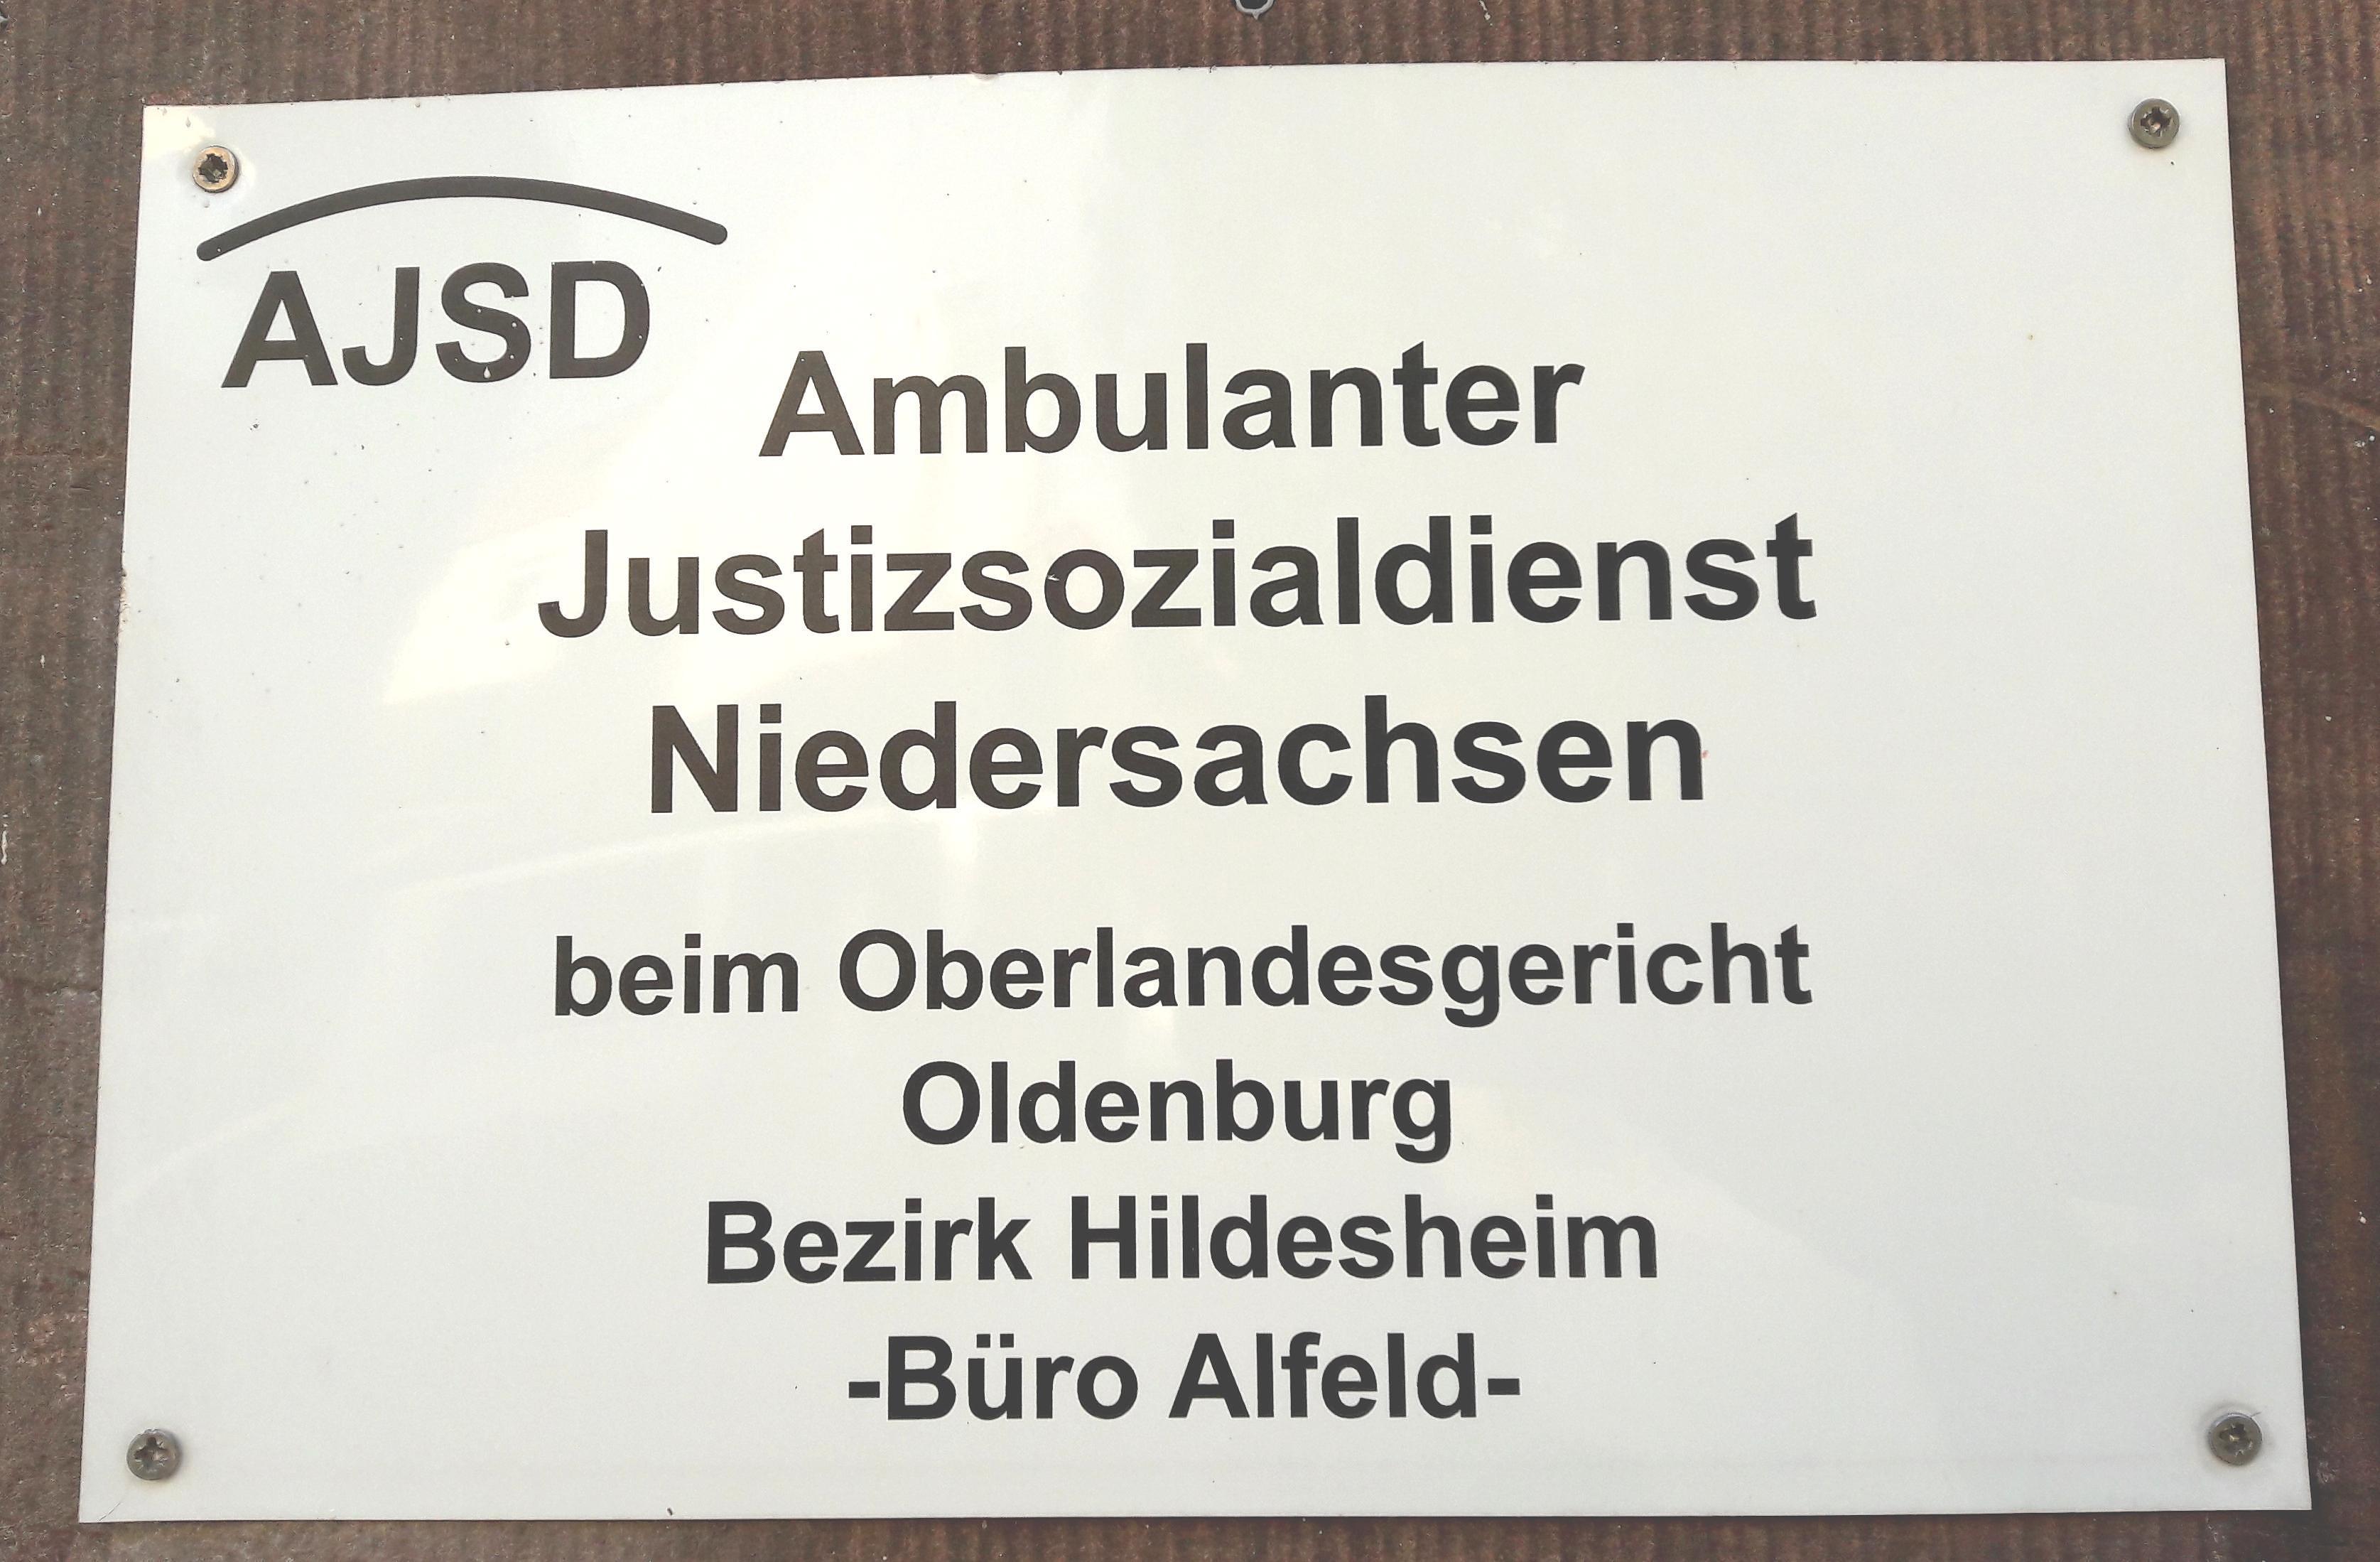 AJSD
Ambulanter
Justizsozialdienst
Niedersachsen
beim Oberlandesgericht
Oldenburg
Bezirk Hildesheim
-Büro Alfeld-